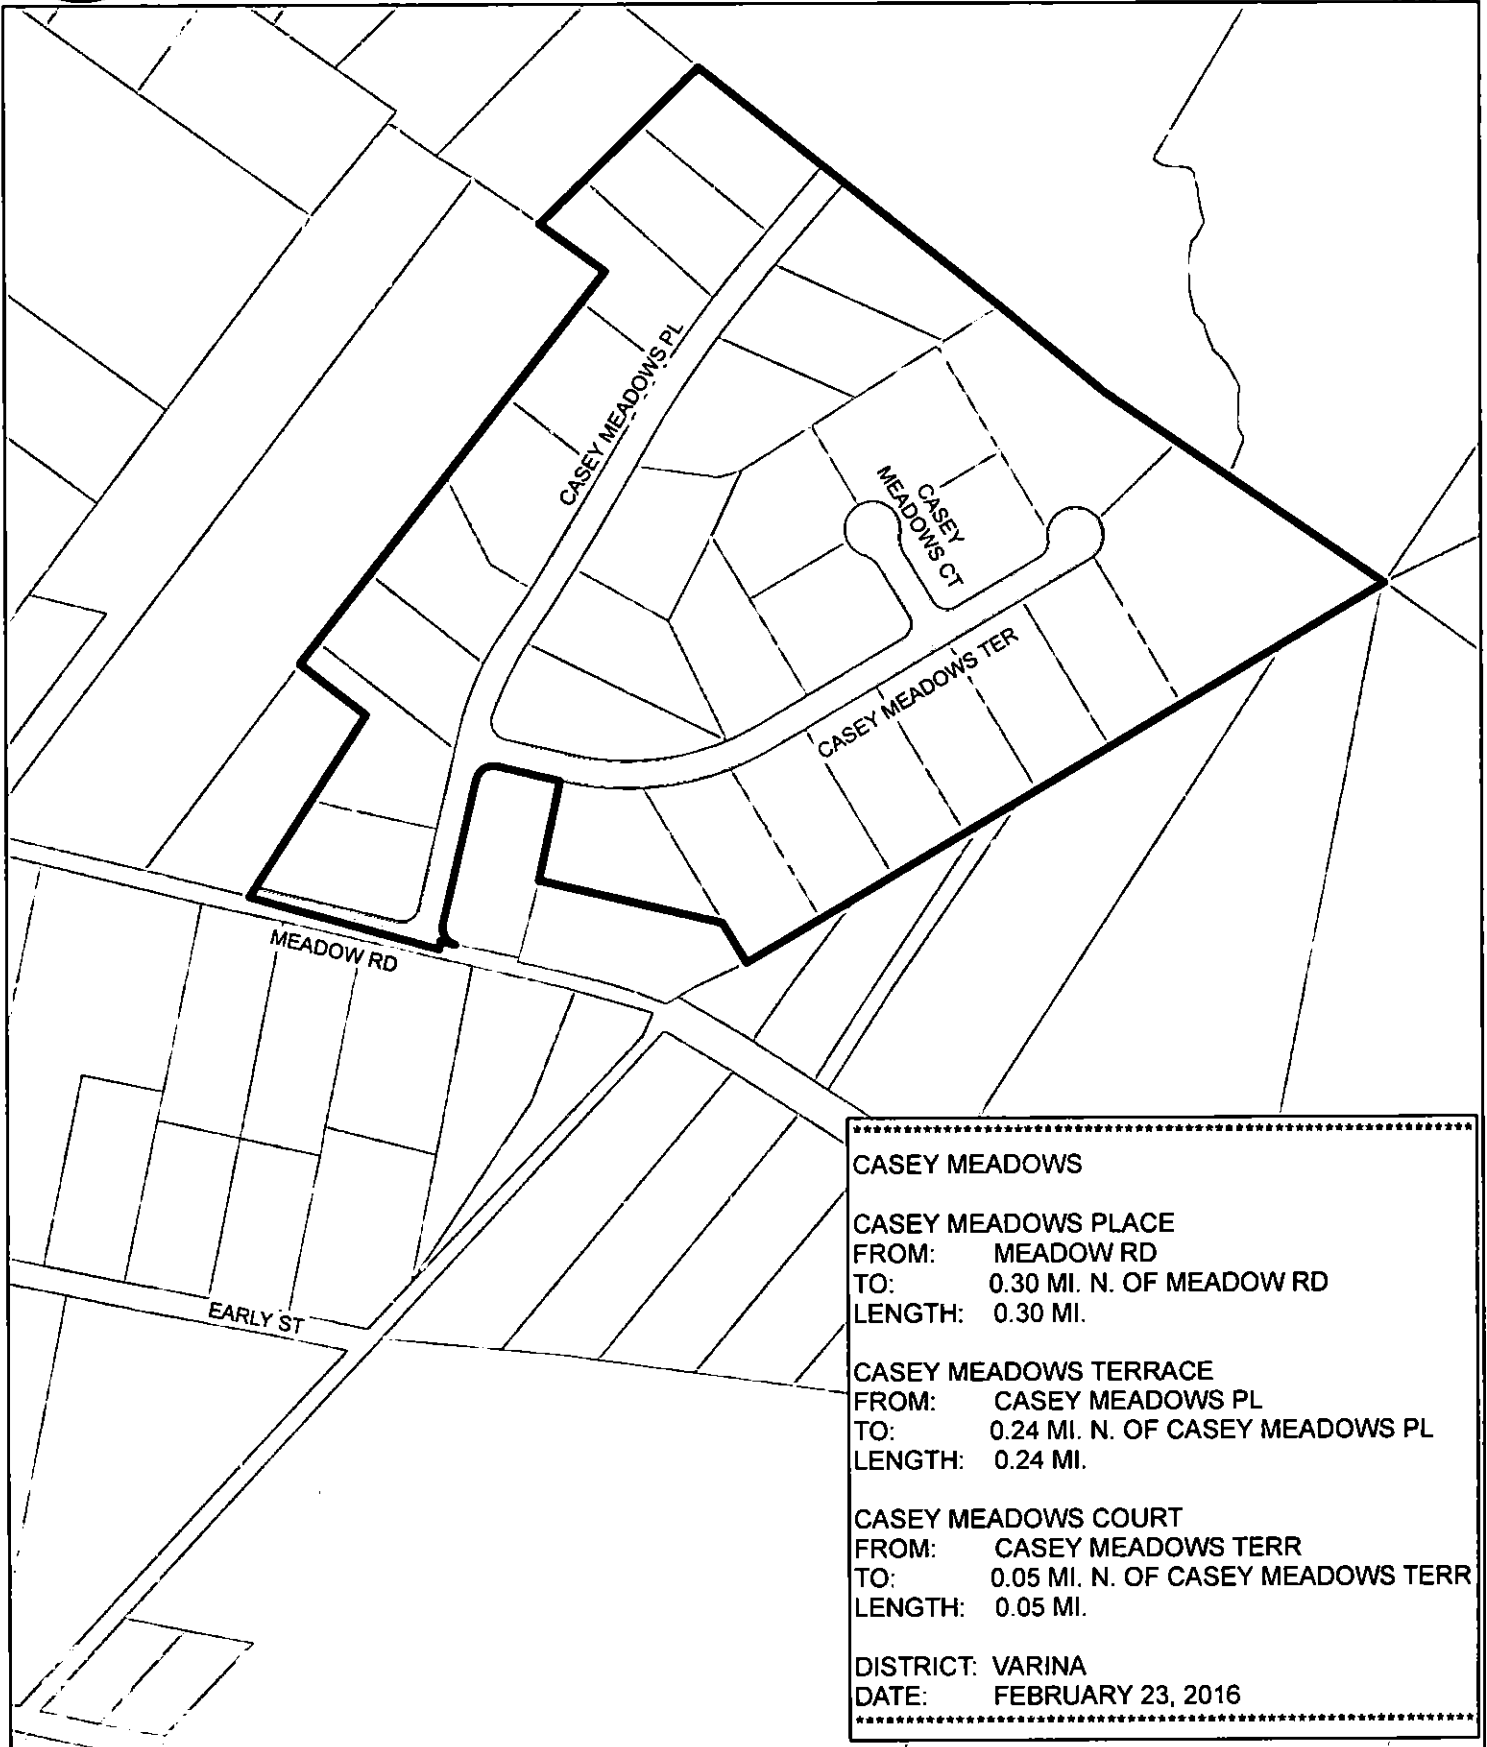 CASEY MEADOWS PL
CASEY
MEADOWS CT
CASEY MEADOWS TER
MEADOW RD
EARLY ST
************************************************************
CASEY MEADOWS
CASEY MEADOWS PLACE
FROM: MEADOW RD
TO: 0.30 MI. N. OF MEADOW RD
LENGTH: 0.30 MI.
CASEY MEADOWS TERRACE
FROM: CASEY MEADOWS PL
TO: 0.24 MI. N. OF CASEY MEADOWS PL
LENGTH: 0.24 MI.
CASEY MEADOWS COURT
FROM: CASEY MEADOWS TERR
TO: 0.05 MI. N. OF CASEY MEADOWS TERR
LENGTH: 0.05 MI.
DISTRICT: VARINA
DATE: FEBRUARY 23, 2016
************************************************************